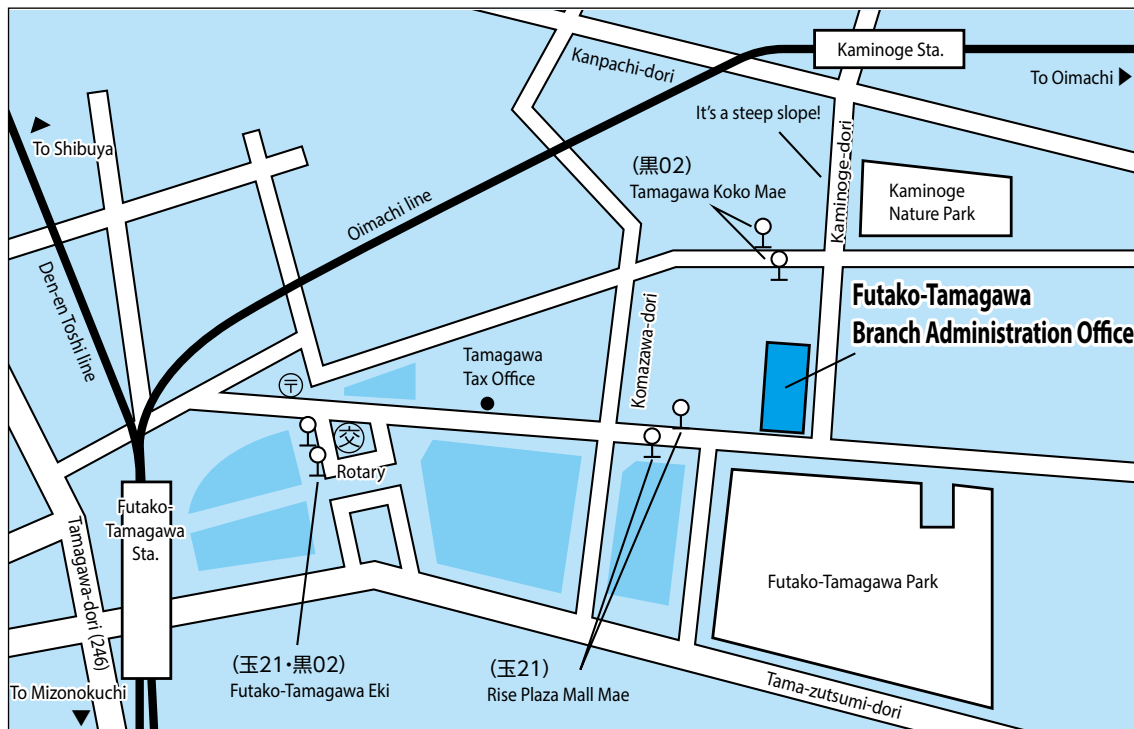 Kaminoge Sta.
Kanpachi-dori
To Oimachi
It's a steep slope!
To Shibuya
(黒02)
Tamagawa Koko Mae
Kaminoge-dori
Kaminoge
Nature Park
Oimachi line
Den-en Toshi line
Futako-Tamagawa
Branch Administration Office
Komazawa-dori
Tamagawa
Tax Office
〒
交
Rotary
Futako-
Tamagawa
Sta.
Tamagawa-dori (246)
Futako-Tamagawa Park
(玉21・黒02)
Futako-Tamagawa Eki
(玉21)
Rise Plaza Mall Mae
Tama-zutsumi-dori
To Mizonokuchi